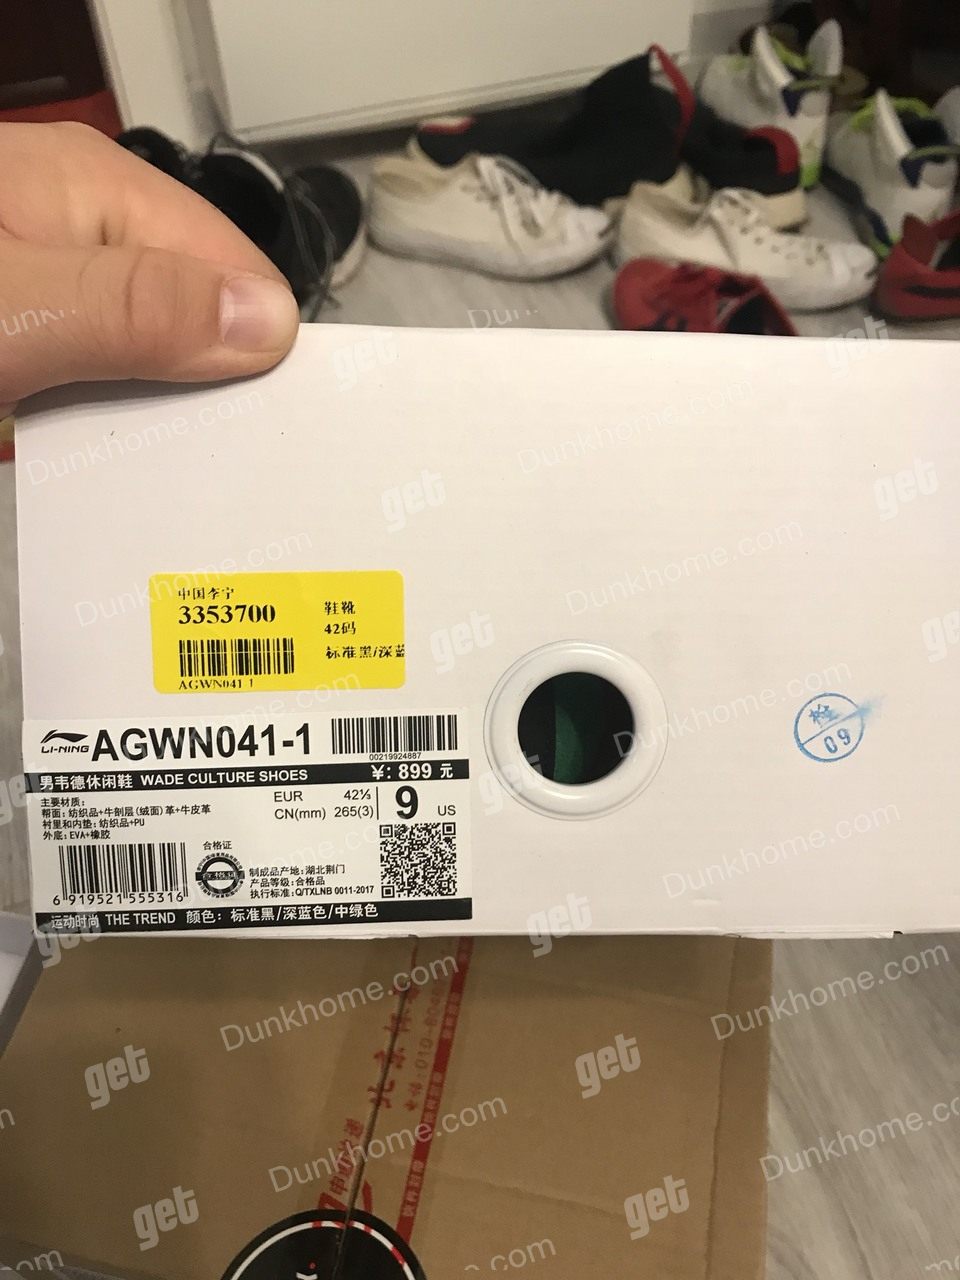 中国李宁
3353700
鞋靴
42码
标准黑/深蓝
AGWN041-1
LI-NING AGWN041-1
00219924887
男韦德休闲鞋 WADE CULTURE SHOES ¥: 899 元
主要材质:
帮面: 纺织品+牛剖层(绒面)革+牛皮革
衬里和内垫: 纺织品+PU
外底: EVA+橡胶
EUR 42⅔
CN(mm) 265(3)
9 US
合格证
合格证
制成品产地: 湖北荆门
产品等级: 合格品
执行标准: Q/TXLNB 0011-2017
6 919521 555316
运动时尚 THE TREND 颜色: 标准黑/深蓝色/中绿色
检
09
Dunkhome.com
get